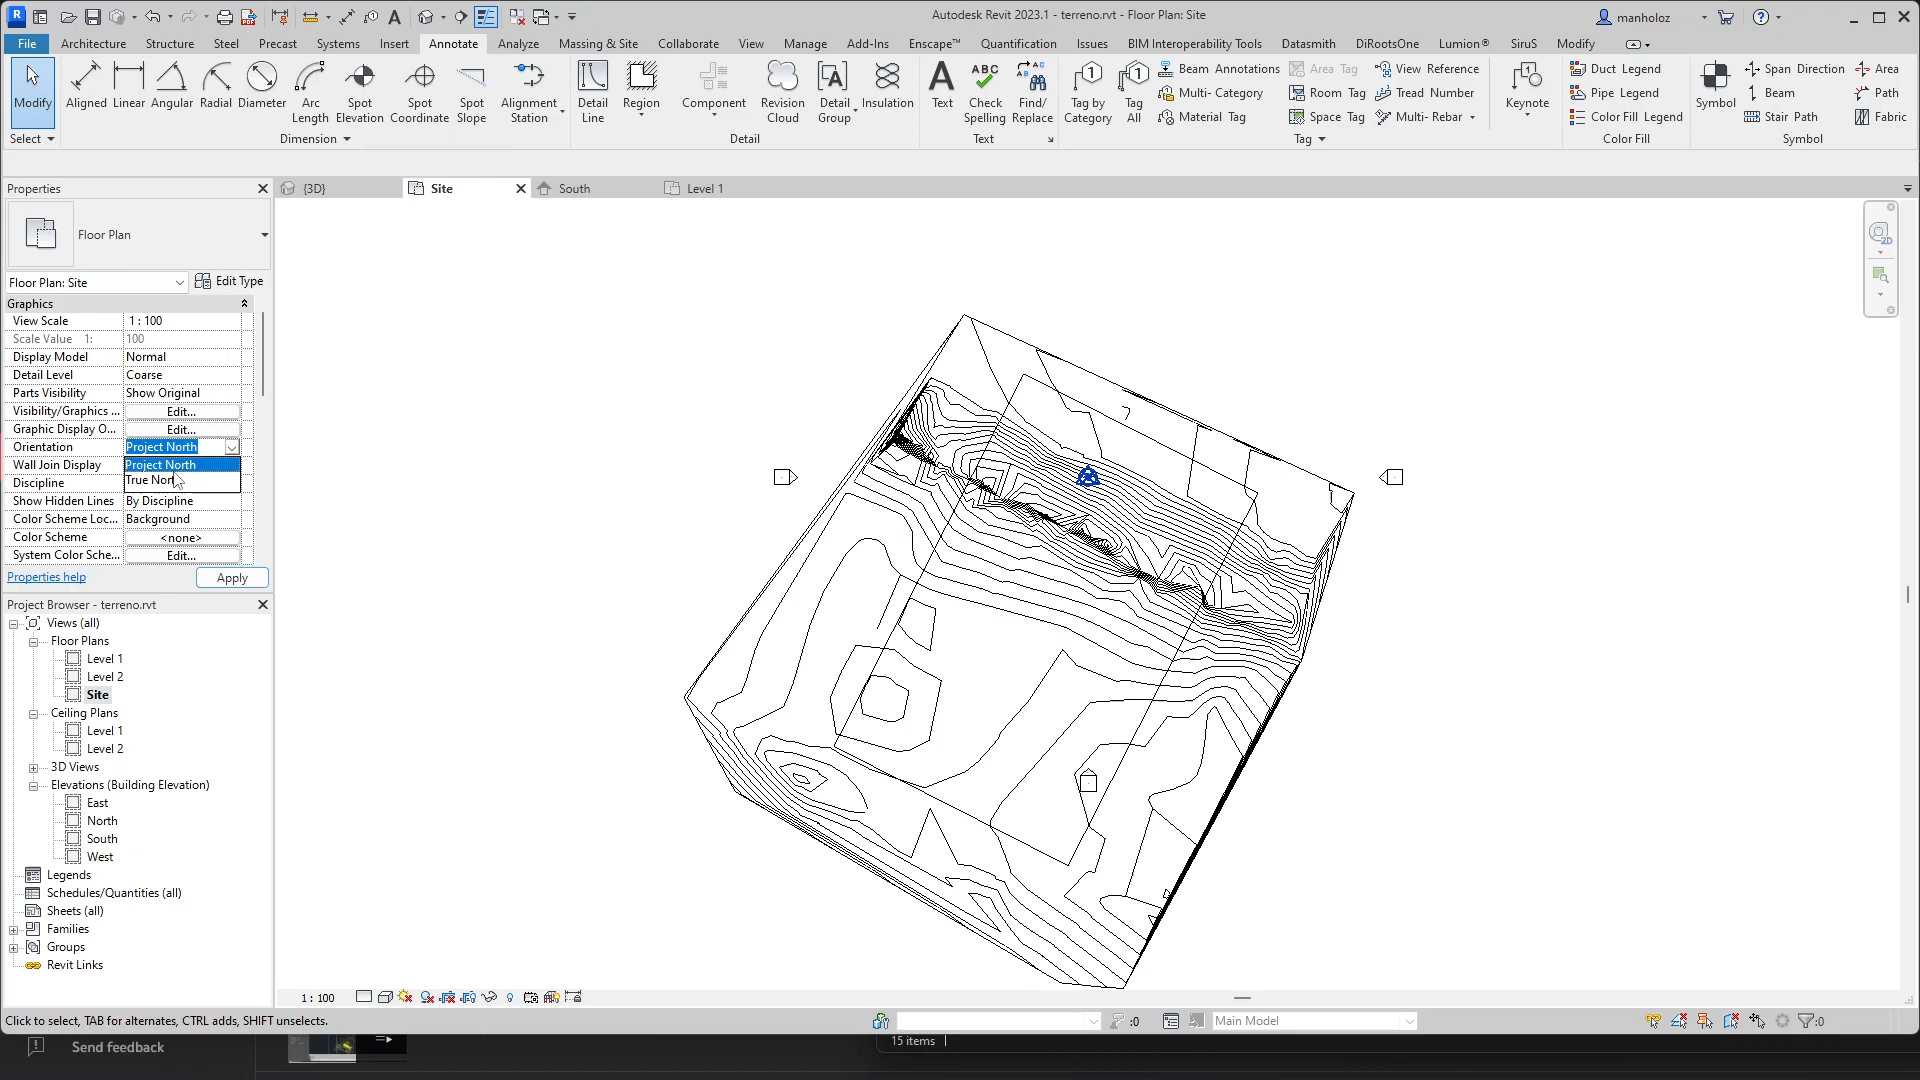 Autodesk Revit 2023.1 - terreno.rvt - Floor Plan: Site
manholoz
File Architecture Structure Steel Precast Systems Insert Annotate Analyze Massing & Site Collaborate View Manage Add-Ins Enscape™ Quantification Issues BIM Interoperability Tools Datasmith DiRootsOne Lumion® SiruS Modify
Modify
Aligned Linear Angular Radial Diameter Arc Length Spot Elevation Spot Coordinate Spot Slope Alignment Station
Detail Line Region Component Revision Cloud Detail Group Insulation
Text Check Spelling Find/ Replace
Tag by Category Tag All
Beam Annotations Area Tag View Reference
Multi- Category Room Tag Tread Number
Material Tag Space Tag Multi- Rebar
Keynote
Duct Legend
Pipe Legend
Color Fill Legend
Symbol
Span Direction Area
Beam Path
Stair Path Fabric
Select Dimension Detail Text Tag Color Fill Symbol
Properties
{3D} Site South Level 1
Floor Plan
Floor Plan: Site Edit Type
Graphics
View Scale 1 : 100
Scale Value 1: 100
Display Model Normal
Detail Level Coarse
Parts Visibility Show Original
Visibility/Graphics ... Edit...
Graphic Display O... Edit...
Orientation Project North
Wall Join Display Project North
Discipline
Show Hidden Lines By Discipline
Color Scheme Loc... Background
Color Scheme <none>
System Color Sche... Edit...
Properties help Apply
Project Browser - terreno.rvt
Views (all)
Floor Plans
Level 1
Level 2
Site
Ceiling Plans
Level 1
Level 2
3D Views
Elevations (Building Elevation)
East
North
South
West
Legends
Schedules/Quantities (all)
Sheets (all)
Families
Groups
Revit Links
2D
1 : 100
Click to select, TAB for alternates, CTRL adds, SHIFT unselects.
:0 Main Model :0
Send feedback
15 items